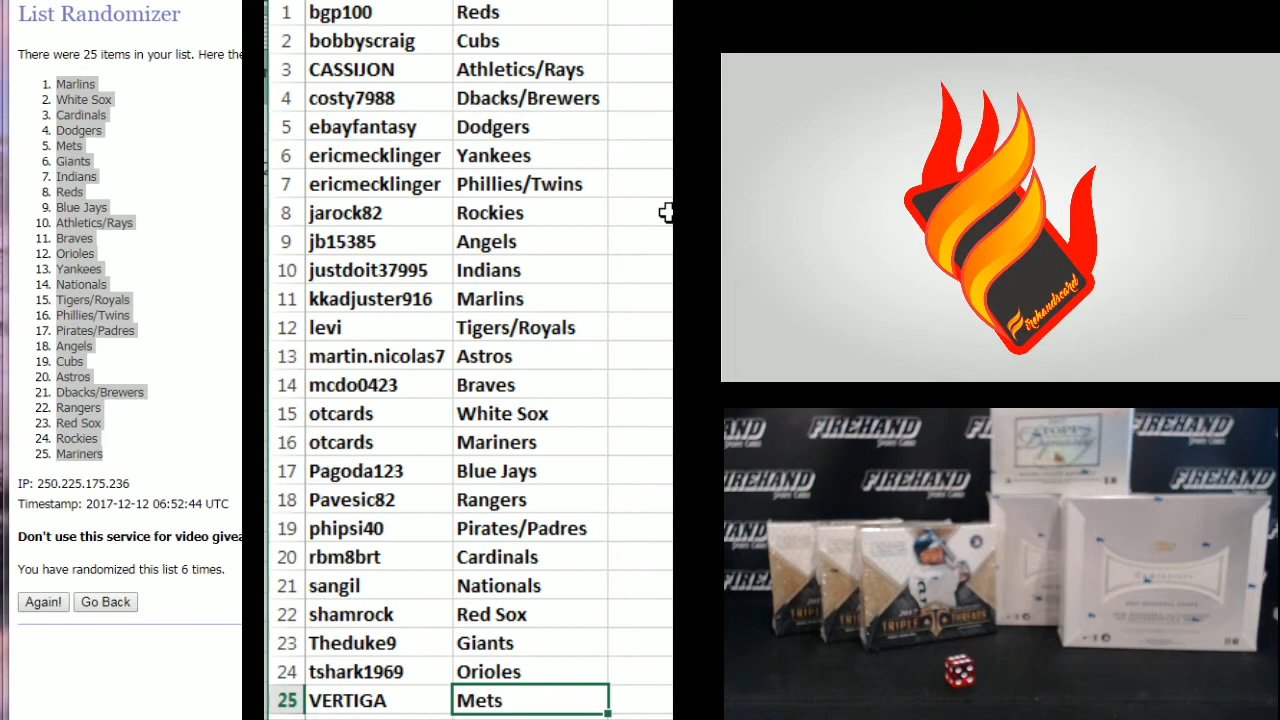 List Randomizer
There were 25 items in your list. Here the
1. Marlins
2. White Sox
3. Cardinals
4. Dodgers
5. Mets
6. Giants
7. Indians
8. Reds
9. Blue Jays
10. Athletics/Rays
11. Braves
12. Orioles
13. Yankees
14. Nationals
15. Tigers/Royals
16. Phillies/Twins
17. Pirates/Padres
18. Angels
19. Cubs
20. Astros
21. Dbacks/Brewers
22. Rangers
23. Red Sox
24. Rockies
25. Mariners
IP: 250.225.175.236
Timestamp: 2017-12-12 06:52:44 UTC
Don't use this service for video givea
You have randomized this list 6 times.
Again! Go Back
1 bgp100 Reds
2 bobbyscraig Cubs
3 CASSIJON Athletics/Rays
4 costy7988 Dbacks/Brewers
5 ebayfantasy Dodgers
6 ericmecklinger Yankees
7 ericmecklinger Phillies/Twins
8 jarock82 Rockies
9 jb15385 Angels
10 justdoit37995 Indians
11 kkadjuster916 Marlins
12 levi Tigers/Royals
13 martin.nicolas7 Astros
14 mcdo0423 Braves
15 otcards White Sox
16 otcards Mariners
17 Pagoda123 Blue Jays
18 Pavesic82 Rangers
19 phipsi40 Pirates/Padres
20 rbm8brt Cardinals
21 sangil Nationals
22 shamrock Red Sox
23 Theduke9 Giants
24 tshark1969 Orioles
25 VERTIGA Mets
Firehandscard
FIREHAND
FIREHAND
FIREHAND
TOPPS
Dynasty
TRIPLE THREADS